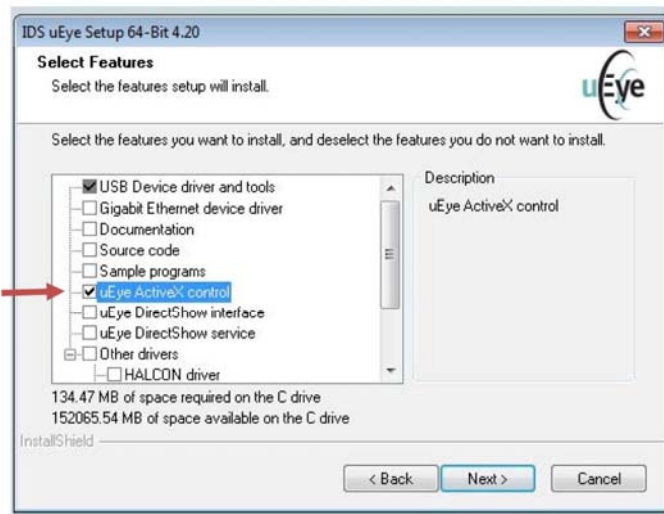 IDS uEye Setup 64-Bit 4.20
Select Features
Select the features setup will install.
uEye
Select the features you want to install, and deselect the features you do not want to install.
USB Device driver and tools
Gigabit Ethernet device driver
Documentation
Source code
Sample programs
uEye ActiveX control
uEye DirectShow interface
uEye DirectShow service
Other drivers
HALCON driver
Description
uEye ActiveX control
134.47 MB of space required on the C drive
152065.54 MB of space available on the C drive
InstallShield
< Back Next > Cancel